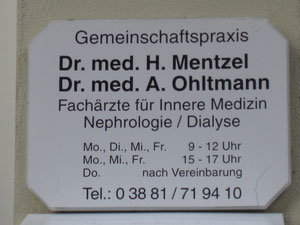 Gemeinschaftspraxis
Dr. med. H. Mentzel
Dr. med. A. Ohltmann
Fachärzte für Innere Medizin
Nephrologie / Dialyse
Mo., Di., Mi., Fr. 9 - 12 Uhr
Mo., Mi., Fr. 15 - 17 Uhr
Do. nach Vereinbarung
Tel.: 0 38 81 / 71 94 10